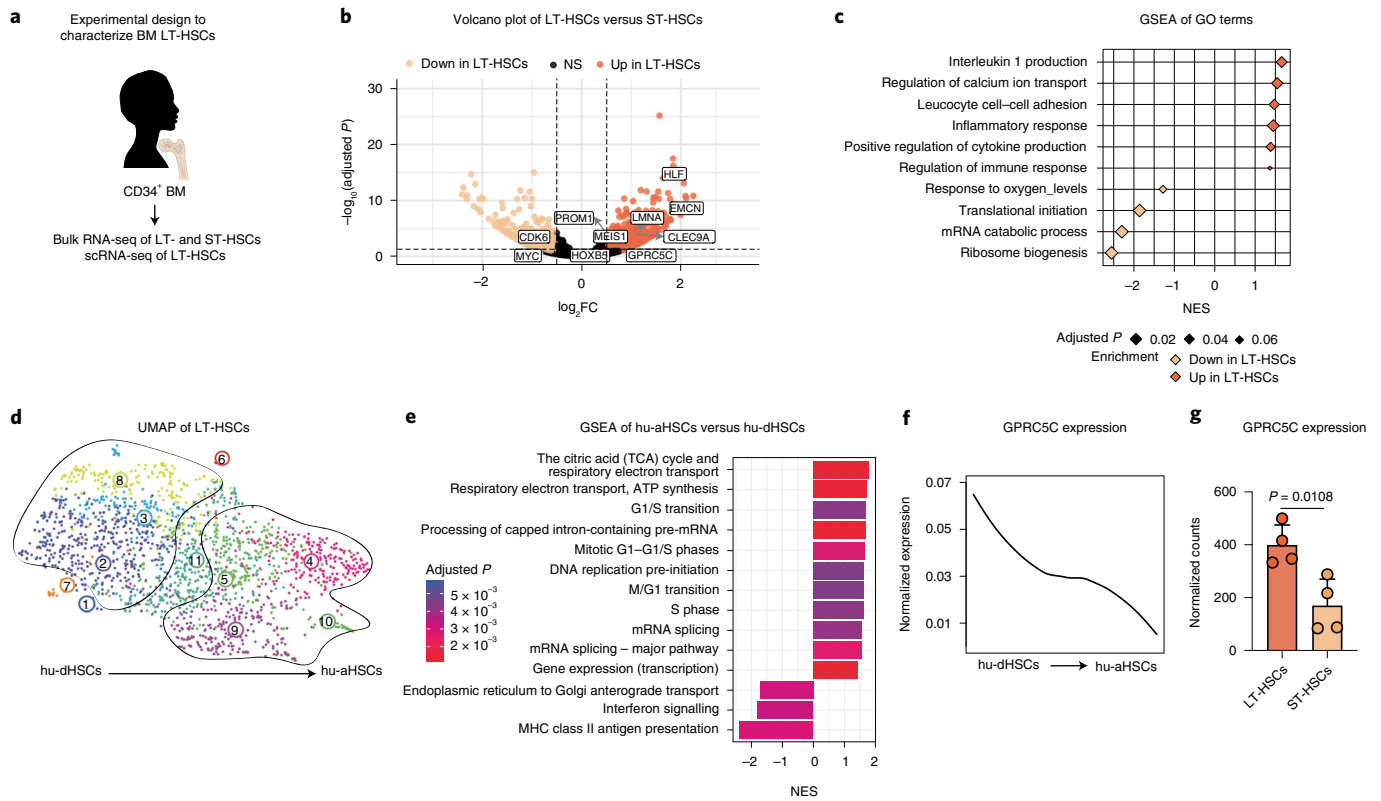 a
Experimental design to
characterize BM LT-HSCs
CD34+ BM
Bulk RNA-seq of LT- and ST-HSCs
scRNA-seq of LT-HSCs
b
Volcano plot of LT-HSCs versus ST-HSCs
Down in LT-HSCs
NS
Up in LT-HSCs
30
20
10
0
–log10(adjusted P)
HLF
EMCN
PROM1
LMNA
CDK6
MEIS1
CLEC9A
MYC
HOXB5
GPRC5C
–2
0
2
log2FC
c
GSEA of GO terms
Interleukin 1 production
Regulation of calcium ion transport
Leucocyte cell–cell adhesion
Inflammatory response
Positive regulation of cytokine production
Regulation of immune response
Response to oxygen_levels
Translational initiation
mRNA catabolic process
Ribosome biogenesis
–2
–1
0
1
NES
Adjusted P
0.02
0.04
0.06
Enrichment
Down in LT-HSCs
Up in LT-HSCs
d
UMAP of LT-HSCs
6
8
3
2
11
5
4
7
1
9
10
hu-dHSCs
hu-aHSCs
e
GSEA of hu-aHSCs versus hu-dHSCs
The citric acid (TCA) cycle and
respiratory electron transport
Respiratory electron transport, ATP synthesis
G1/S transition
Processing of capped intron-containing pre-mRNA
Mitotic G1–G1/S phases
DNA replication pre-initiation
M/G1 transition
S phase
mRNA splicing
mRNA splicing – major pathway
Gene expression (transcription)
Endoplasmic reticulum to Golgi anterograde transport
Interferon signalling
MHC class II antigen presentation
Adjusted P
5 × 10–3
4 × 10–3
3 × 10–3
2 × 10–3
–2
–1
0
1
2
NES
f
GPRC5C expression
0.07
0.05
0.03
0.01
Normalized expression
hu-dHSCs
hu-aHSCs
g
GPRC5C expression
P = 0.0108
600
400
200
0
Normalized counts
LT-HSCs
ST-HSCs